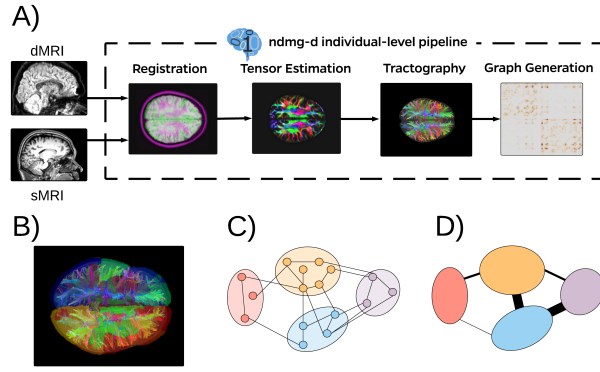 A)
dMRI
sMRI
ndmg-d individual-level pipeline
Registration
Tensor Estimation
Tractography
Graph Generation
B)
C)
D)